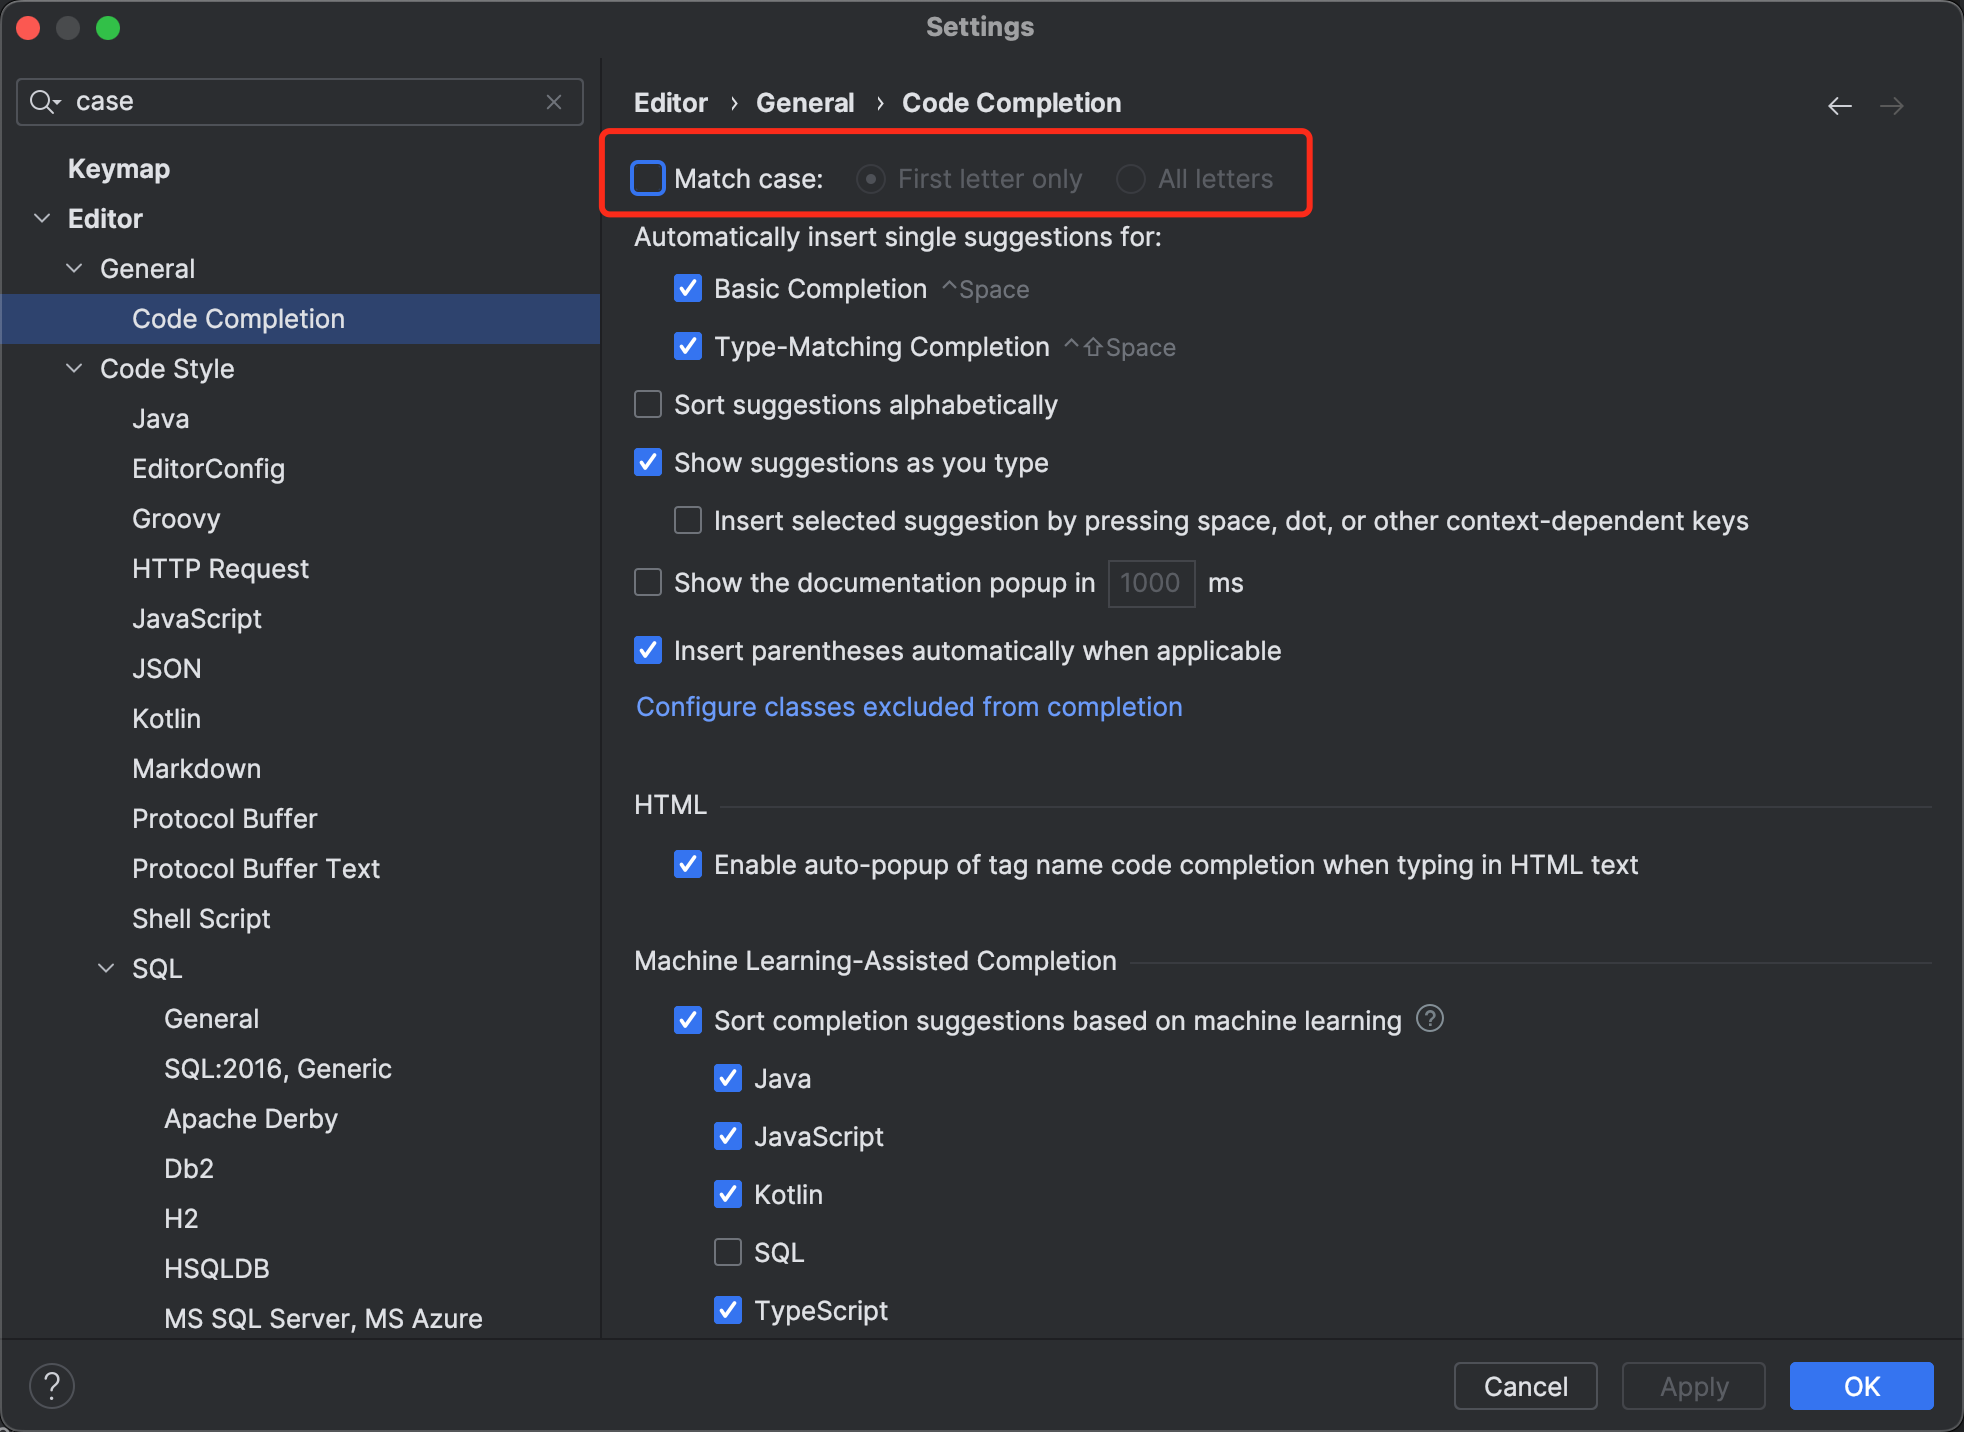 Settings
case
Keymap
Editor
General
Code Completion
Code Style
Java
EditorConfig
Groovy
HTTP Request
JavaScript
JSON
Kotlin
Markdown
Protocol Buffer
Protocol Buffer Text
Shell Script
SQL
General
SQL:2016, Generic
Apache Derby
Db2
H2
HSQLDB
MS SQL Server, MS Azure
Editor › General › Code Completion
Match case: First letter only All letters
Automatically insert single suggestions for:
Basic Completion ^Space
Type-Matching Completion ^⇧Space
Sort suggestions alphabetically
Show suggestions as you type
Insert selected suggestion by pressing space, dot, or other context-dependent keys
Show the documentation popup in 1000 ms
Insert parentheses automatically when applicable
Configure classes excluded from completion
HTML
Enable auto-popup of tag name code completion when typing in HTML text
Machine Learning-Assisted Completion
Sort completion suggestions based on machine learning ?
Java
JavaScript
Kotlin
SQL
TypeScript
?
Cancel Apply OK